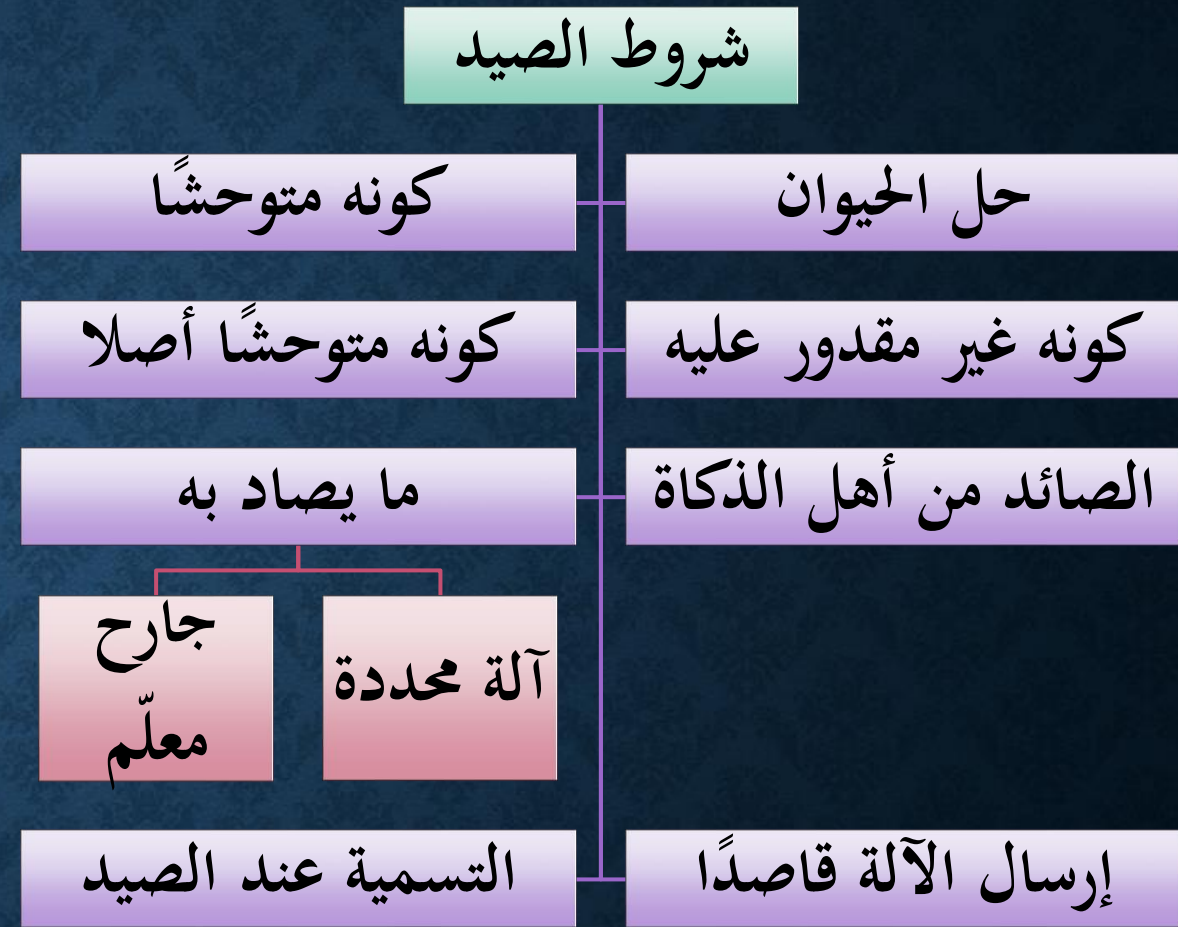 شروط الصيد
حل الحيوان
كونه متوحشًا
كونه غير مقدور عليه
كونه متوحشًا أصلا
الصائد من أهل الذكاة
ما يصاد به
آلة محددة
جارح
معلّم
إرسال الآلة قاصدًا
التسمية عند الصيد